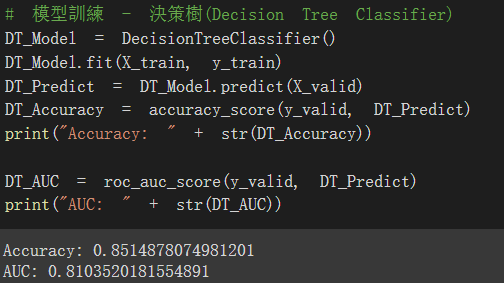 # 模型訓練 - 決策樹(Decision Tree Classifier)
DT_Model = DecisionTreeClassifier()
DT_Model.fit(X_train, y_train)
DT_Predict = DT_Model.predict(X_valid)
DT_Accuracy = accuracy_score(y_valid, DT_Predict)
print("Accuracy: " + str(DT_Accuracy))
DT_AUC = roc_auc_score(y_valid, DT_Predict)
print("AUC: " + str(DT_AUC))
Accuracy: 0.8514878074981201
AUC: 0.8103520181554891